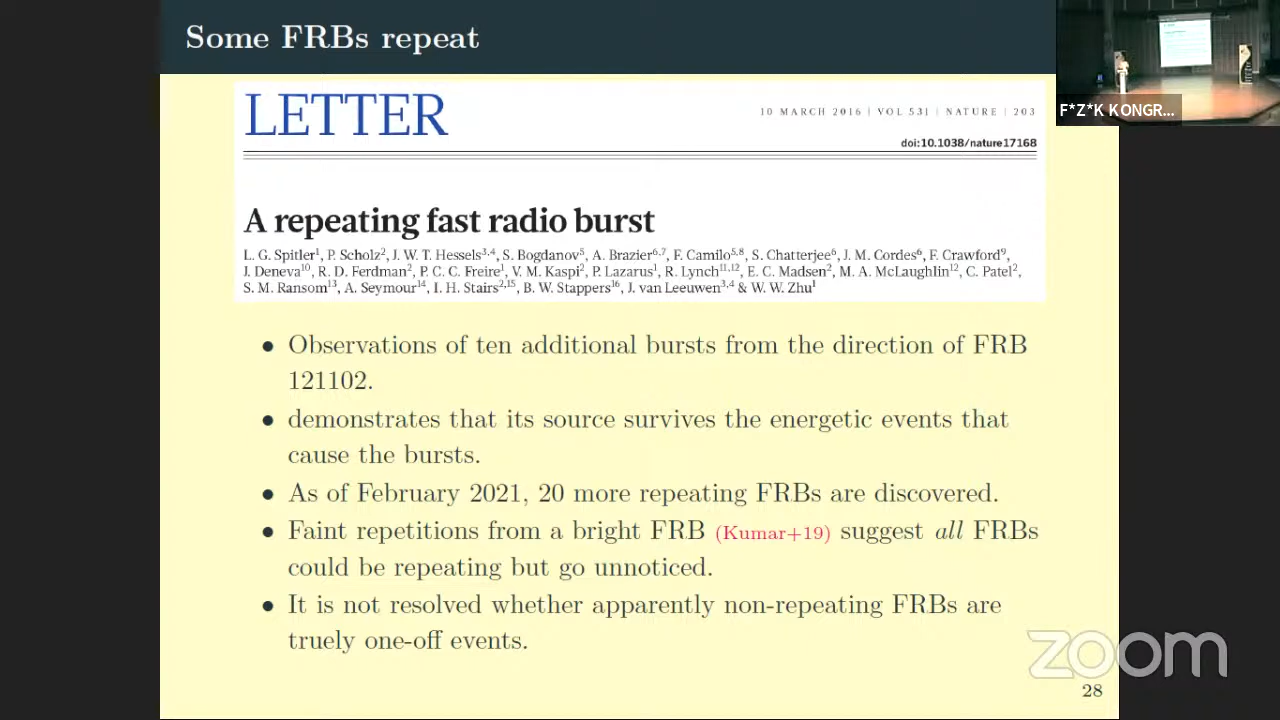 Some FRBs repeat
F*Z*K KONGR...
LETTER
10 MARCH 2016 | VOL 531 | NATURE | 203
doi:10.1038/nature17168
A repeating fast radio burst
L. G. Spitler¹, P. Scholz², J. W. T. Hessels³,⁴, S. Bogdanov⁵, A. Brazier⁶,⁷, F. Camilo⁵,⁸, S. Chatterjee⁶, J. M. Cordes⁶, F. Crawford⁹,
J. Deneva¹⁰, R. D. Ferdman², P. C. C. Freire¹, V. M. Kaspi², P. Lazarus¹, R. Lynch¹¹,¹², E. C. Madsen², M. A. McLaughlin¹², C. Patel²,
S. M. Ransom¹³, A. Seymour¹⁴, I. H. Stairs²,¹⁵, B. W. Stappers¹⁶, J. van Leeuwen³,⁴ & W. W. Zhu¹
• Observations of ten additional bursts from the direction of FRB
121102.
• demonstrates that its source survives the energetic events that
cause the bursts.
• As of February 2021, 20 more repeating FRBs are discovered.
• Faint repetitions from a bright FRB (Kumar+19) suggest all FRBs
could be repeating but go unnoticed.
• It is not resolved whether apparently non-repeating FRBs are
truely one-off events.
zoom
28